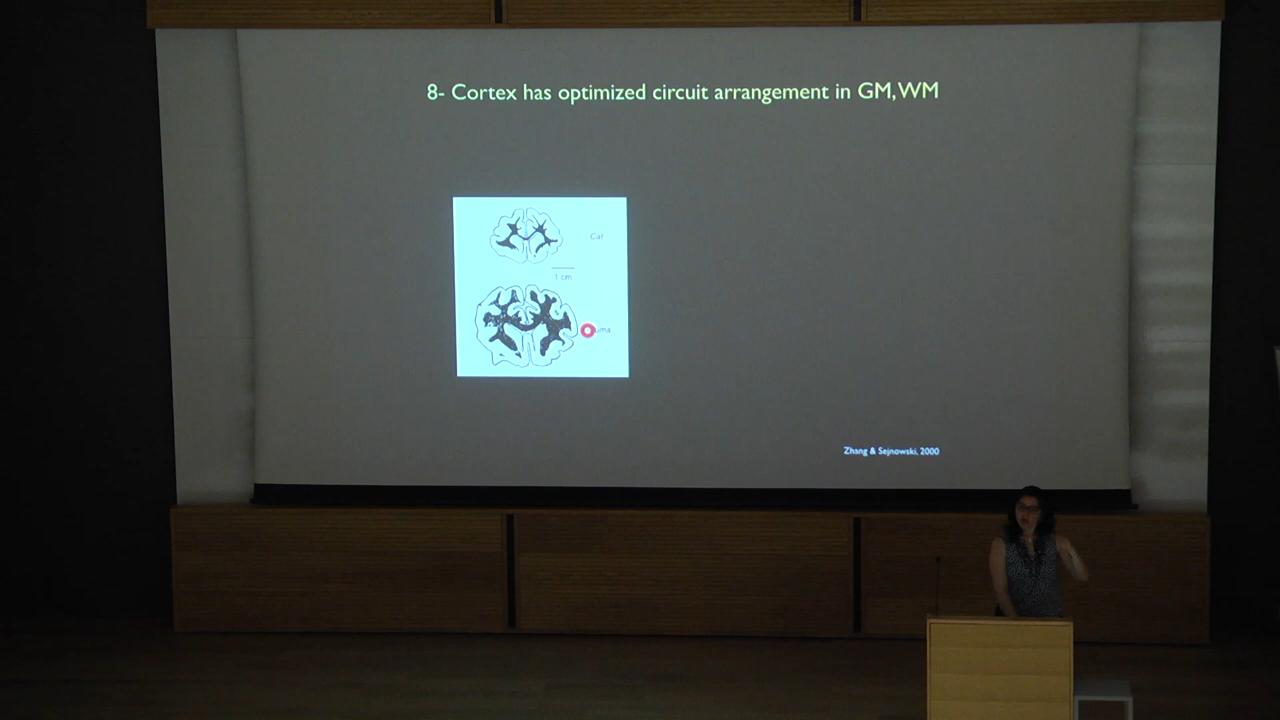 8- Cortex has optimized circuit arrangement in GM, WM
Cat
1 cm
Zhang & Sejnowski, 2000